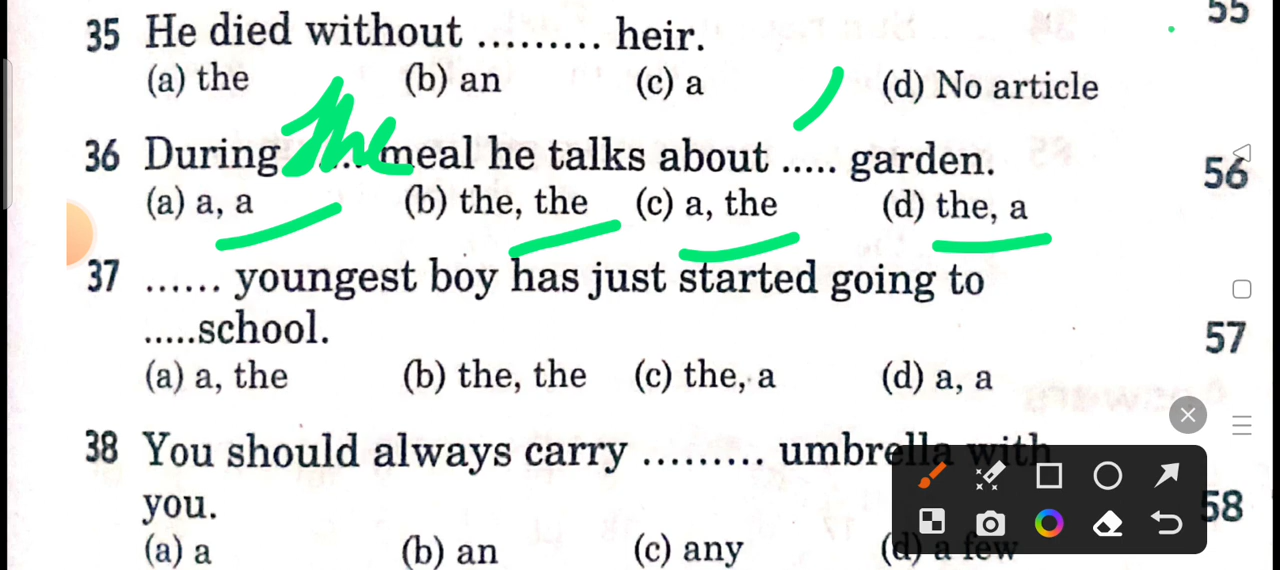 55
35 He died without ......... heir.
(a) the (b) an (c) a (d) No article
36 During the meal he talks about ..... garden.
56
(a) a, a (b) the, the (c) a, the (d) the, a
37 ...... youngest boy has just started going to
.....school.
57
(a) a, the (b) the, the (c) the, a (d) a, a
38 You should always carry ......... umbrella with
you.
58
(a) a (b) an (c) any (d) a few